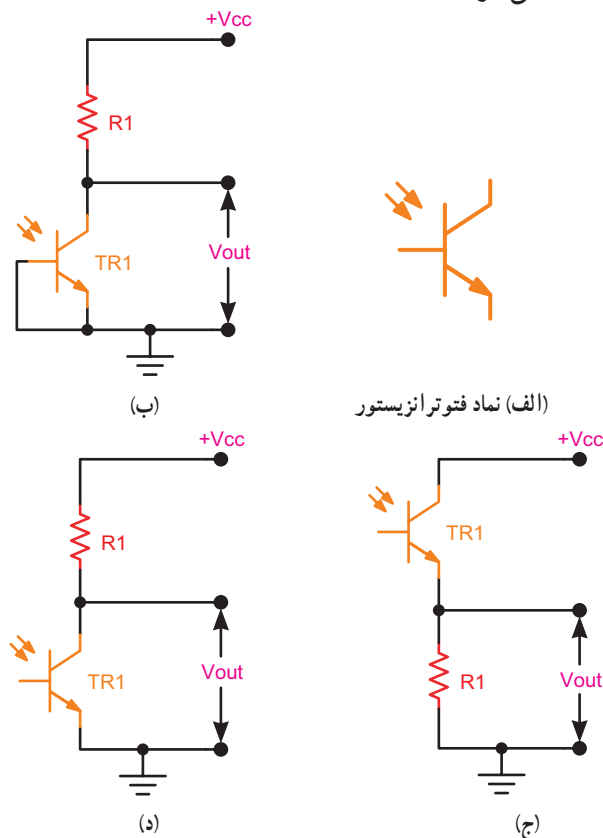 +Vcc
R1
TR1
Vout
(ب)
(الف) نماد فتوترانزیستور
+Vcc
R1
TR1
Vout
(د)
+Vcc
TR1
R1
Vout
(ج)